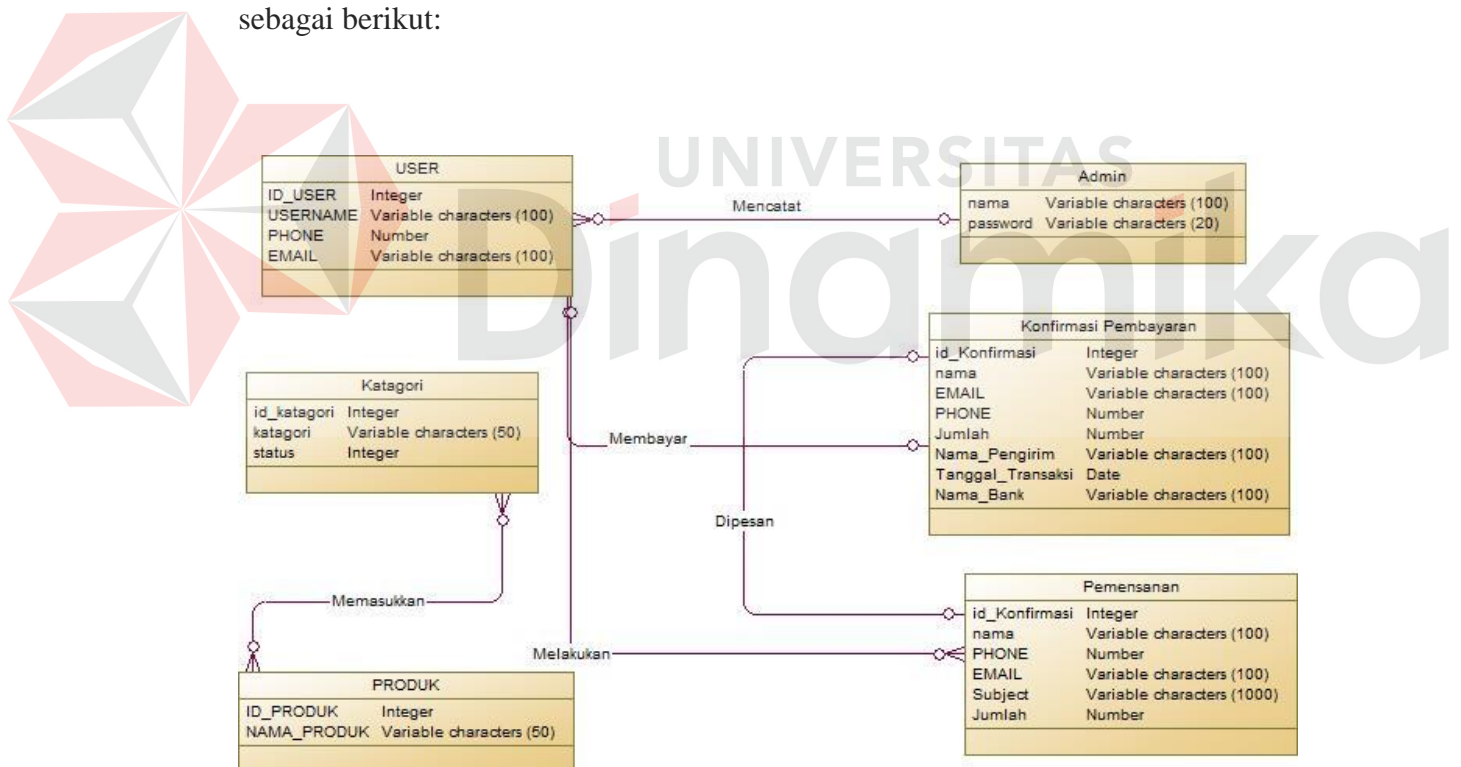 sebagai berikut:
UNIVERSITAS
Dinamika
USER
ID_USER Integer
USERNAME Variable characters (100)
PHONE Number
EMAIL Variable characters (100)
Mencatat
Admin
nama Variable characters (100)
password Variable characters (20)
Konfirmasi Pembayaran
id_Konfirmasi Integer
nama Variable characters (100)
EMAIL Variable characters (100)
PHONE Number
Jumlah Number
Nama_Pengirim Variable characters (100)
Tanggal_Transaksi Date
Nama_Bank Variable characters (100)
Katagori
id_katagori Integer
katagori Variable characters (50)
status Integer
Membayar
Dipesan
Memasukkan
Melakukan
Pemensanan
id_Konfirmasi Integer
nama Variable characters (100)
PHONE Number
EMAIL Variable characters (100)
Subject Variable characters (1000)
Jumlah Number
PRODUK
ID_PRODUK Integer
NAMA_PRODUK Variable characters (50)